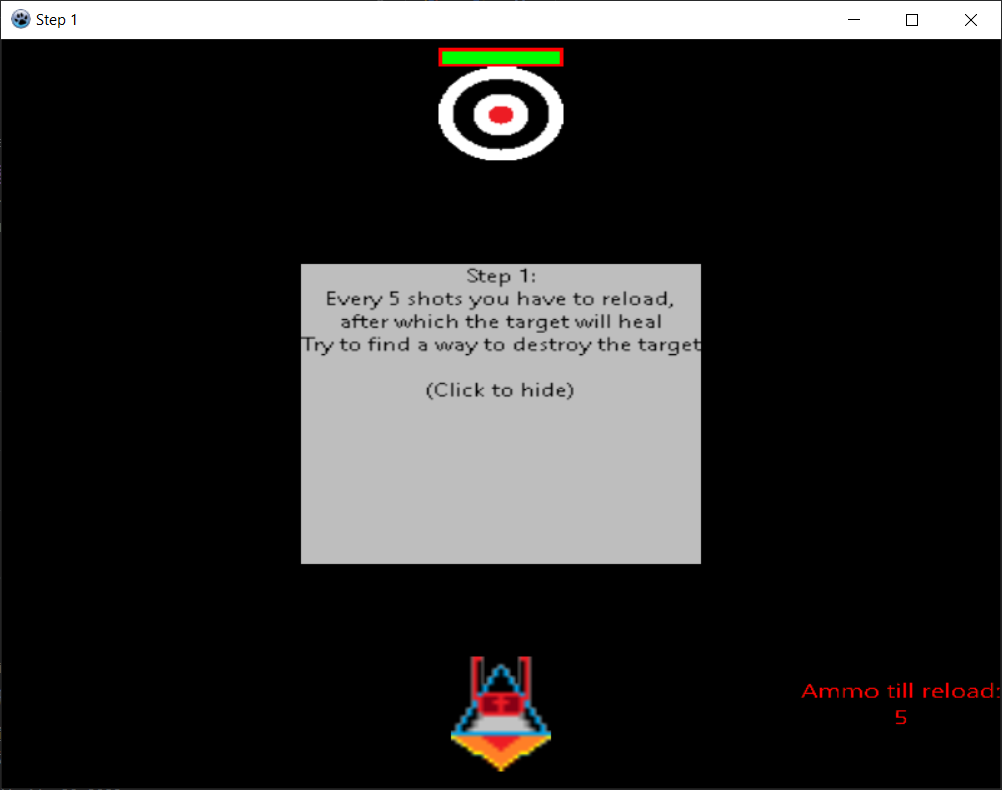 Step 1
Step 1:
Every 5 shots you have to reload,
after which the target will heal
Try to find a way to destroy the target
(Click to hide)
Ammo till reload:
5